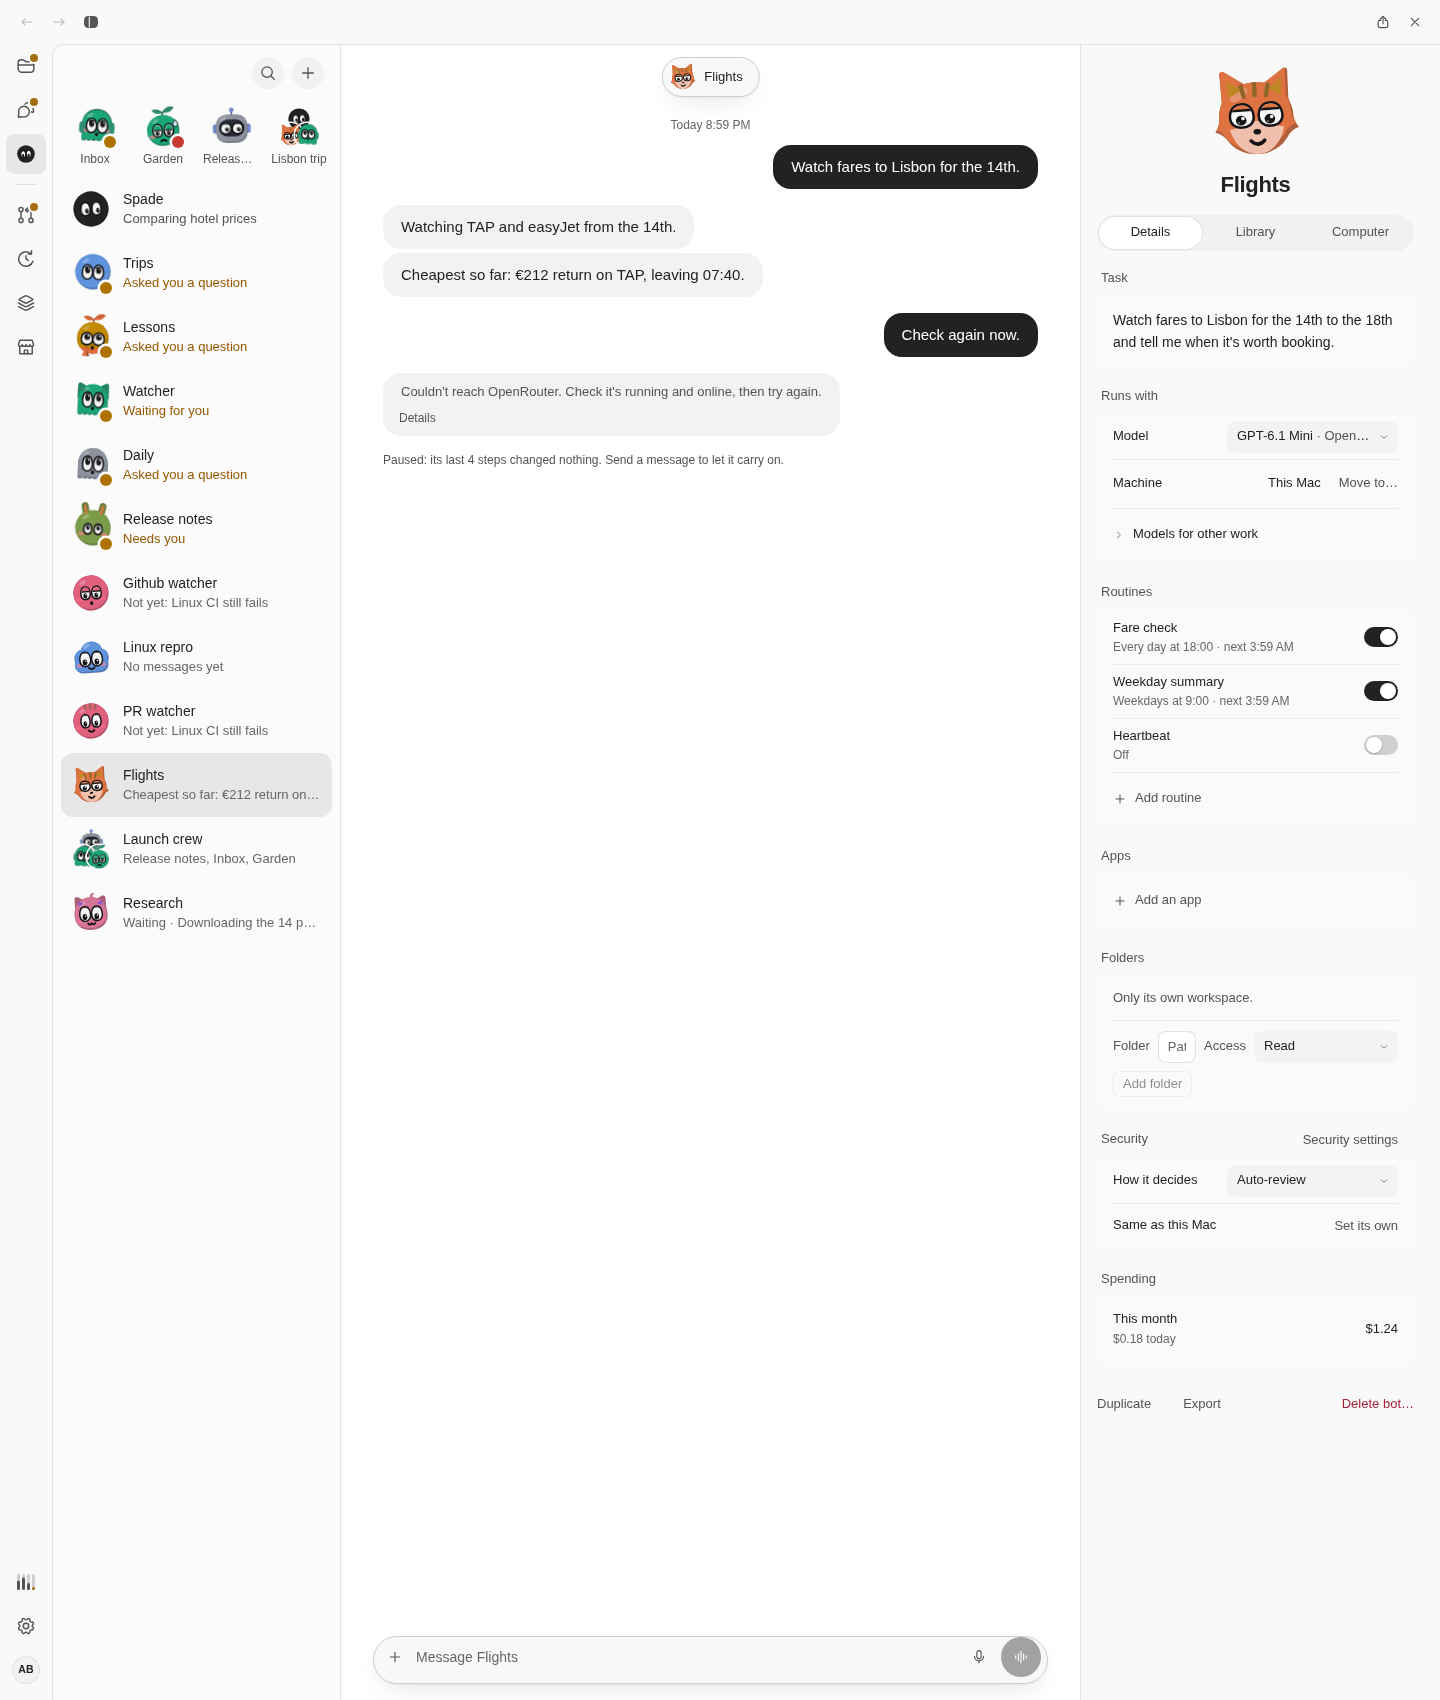 Inbox
Garden
Releas…
Lisbon trip
Spade
Comparing hotel prices
Trips
Asked you a question
Lessons
Asked you a question
Watcher
Waiting for you
Daily
Asked you a question
Release notes
Needs you
Github watcher
Not yet: Linux CI still fails
Linux repro
No messages yet
PR watcher
Not yet: Linux CI still fails
Flights
Cheapest so far: €212 return on…
Launch crew
Release notes, Inbox, Garden
Research
Waiting · Downloading the 14 p…
AB
Flights
Today 8:59 PM
Watch fares to Lisbon for the 14th.
Watching TAP and easyJet from the 14th.
Cheapest so far: €212 return on TAP, leaving 07:40.
Check again now.
Couldn't reach OpenRouter. Check it's running and online, then try again.
Details
Paused: its last 4 steps changed nothing. Send a message to let it carry on.
Message Flights
Flights
Details
Library
Computer
Task
Watch fares to Lisbon for the 14th to the 18th
and tell me when it's worth booking.
Runs with
Model
GPT-6.1 Mini · Open…
Machine
This Mac
Move to…
Models for other work
Routines
Fare check
Every day at 18:00 · next 3:59 AM
Weekday summary
Weekdays at 9:00 · next 3:59 AM
Heartbeat
Off
Add routine
Apps
Add an app
Folders
Only its own workspace.
Folder
Pat
Access
Read
Add folder
Security
Security settings
How it decides
Auto-review
Same as this Mac
Set its own
Spending
This month
$0.18 today
$1.24
Duplicate
Export
Delete bot…